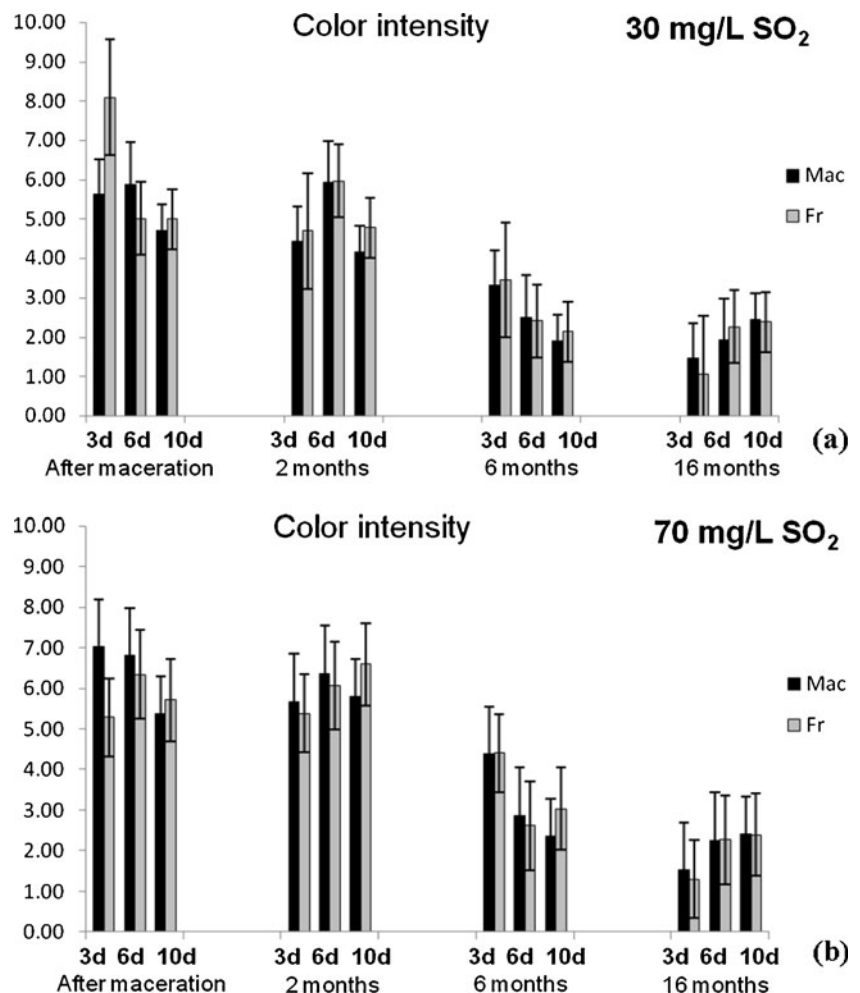 Color intensity 30 mg/L SO₂
10.00
9.00
8.00
7.00
6.00
5.00
4.00
3.00
2.00
1.00
0.00
Mac
Fr
3d 6d 10d 3d 6d 10d 3d 6d 10d 3d 6d 10d
After maceration 2 months 6 months 16 months
(a)
Color intensity 70 mg/L SO₂
10.00
9.00
8.00
7.00
6.00
5.00
4.00
3.00
2.00
1.00
0.00
Mac
Fr
3d 6d 10d 3d 6d 10d 3d 6d 10d 3d 6d 10d
After maceration 2 months 6 months 16 months
(b)